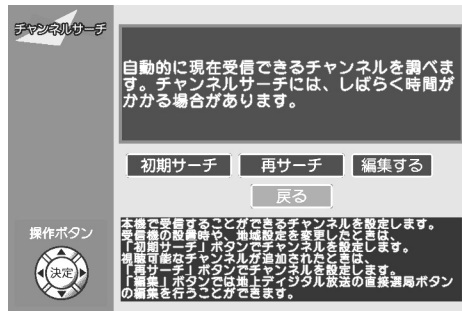 チャンネルサーチ
自動的に現在受信できるチャンネルを調べま
す。チャンネルサーチには、しばらく時間が
かかる場合があります。
初期サーチ
再サーチ
編集する
戻る
操作ボタン
決定
本機で受信することができるチャンネルを設定します。
受信機の設置時や、地域設定を変更したときは、
「初期サーチ」ボタンでチャンネルを設定します。
視聴可能なチャンネルが追加されたときは、
「再サーチ」ボタンでチャンネルを設定します。
「編集」ボタンでは地上ディジタル放送の直接選局ボタン
の編集を行うことができます。